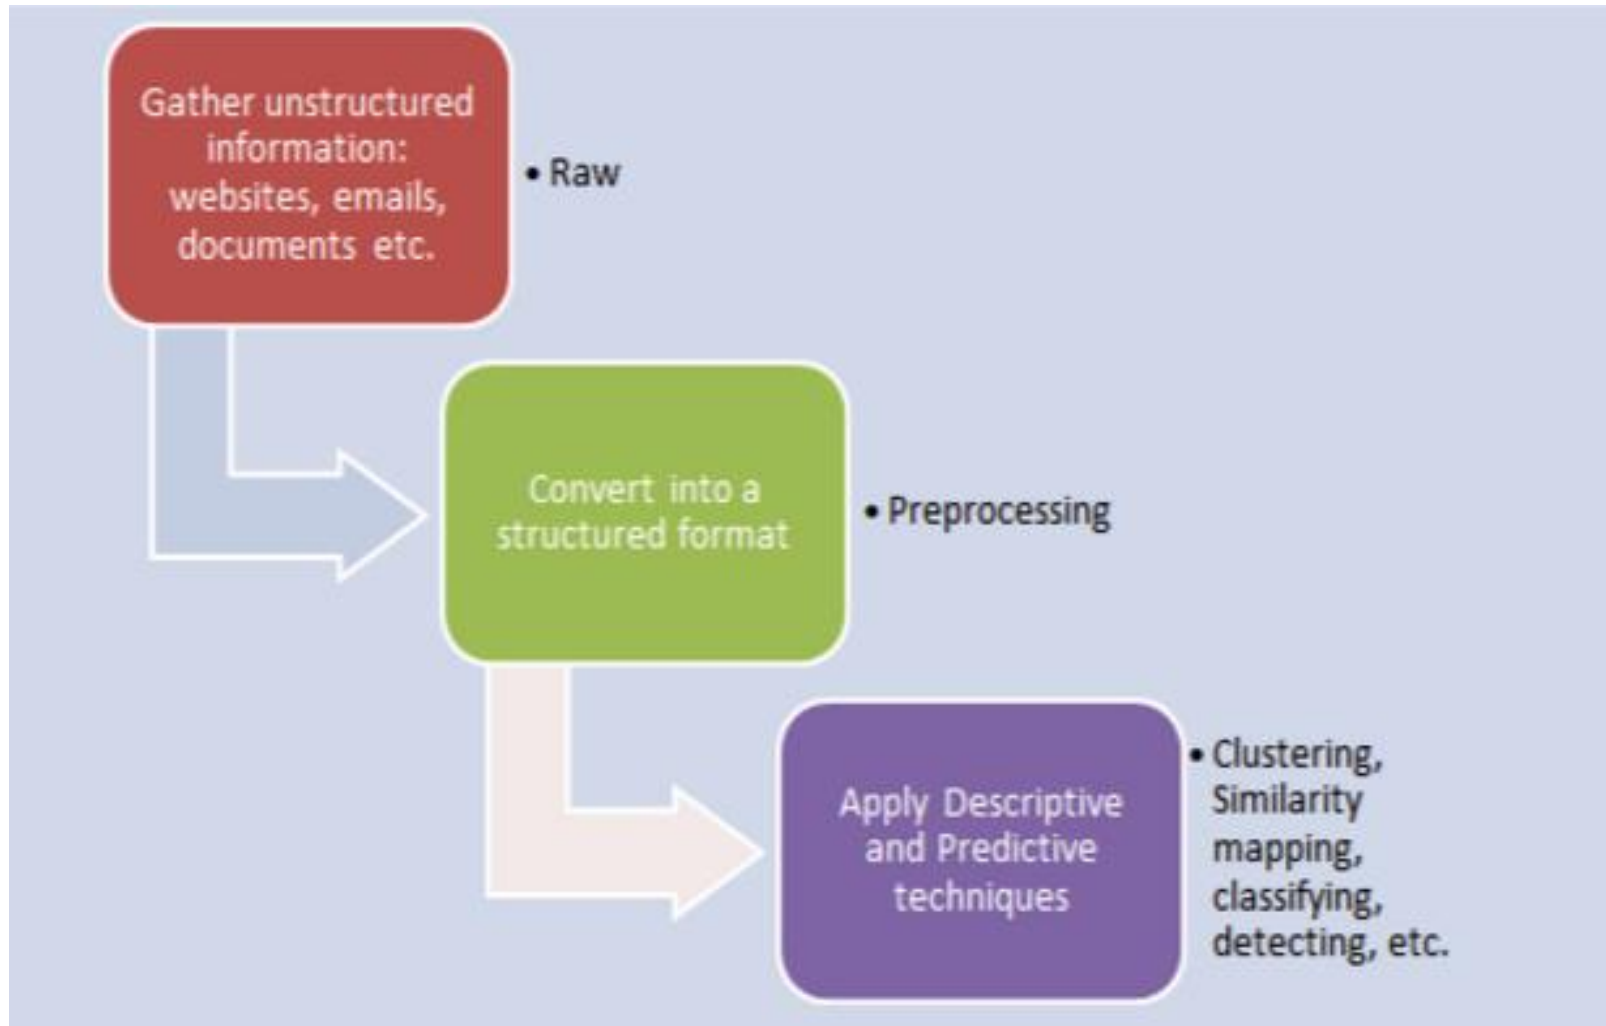 Gather unstructured
information:
websites, emails,
documents etc.
• Raw
Convert into a
structured format
• Preprocessing
Apply Descriptive
and Predictive
techniques
• Clustering,
Similarity
mapping,
classifying,
detecting, etc.